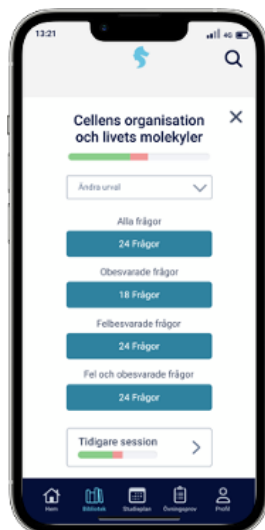 13:21
4G
Cellens organisation
och livets molekyler
Ändra urval
Alla frågor
24 Frågor
Obesvarade frågor
18 Frågor
Felbesvarade frågor
24 Frågor
Fel och obesvarade frågor
24 Frågor
Tidigare session
Hem
Bibliotek
Studieplan
Övningsprov
Profil